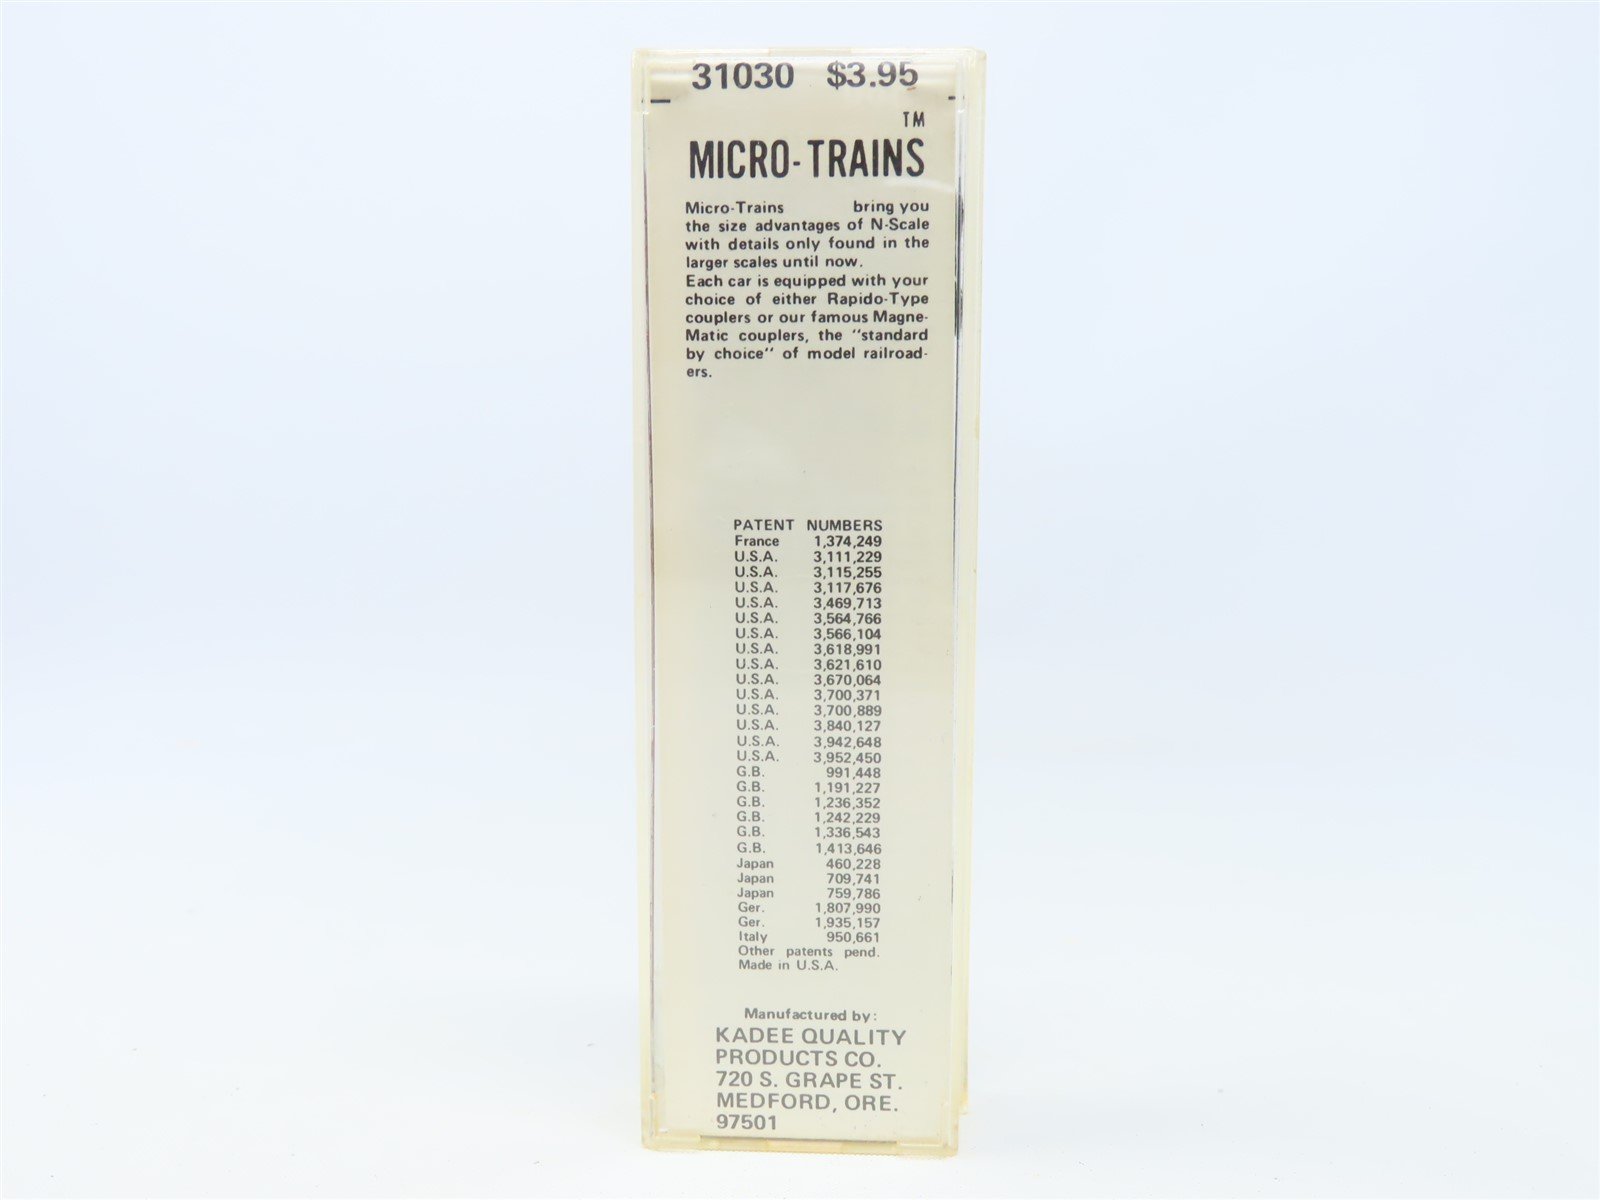 31030 $3.95
TM
MICRO-TRAINS
Micro-Trains bring you
the size advantages of N-Scale
with details only found in the
larger scales until now.
Each car is equipped with your
choice of either Rapido-Type
couplers or our famous Magne-
Matic couplers, the "standard
by choice" of model railroad-
ers.
PATENT NUMBERS
France 1,374,249
U.S.A. 3,111,229
U.S.A. 3,115,255
U.S.A. 3,117,676
U.S.A. 3,469,713
U.S.A. 3,564,766
U.S.A. 3,566,104
U.S.A. 3,618,991
U.S.A. 3,621,610
U.S.A. 3,670,064
U.S.A. 3,700,371
U.S.A. 3,700,889
U.S.A. 3,840,127
U.S.A. 3,942,648
U.S.A. 3,952,450
G.B. 991,448
G.B. 1,191,227
G.B. 1,236,352
G.B. 1,242,229
G.B. 1,336,543
G.B. 1,413,646
Japan 460,228
Japan 709,741
Japan 759,786
Ger. 1,807,990
Ger. 1,935,157
Italy 950,661
Other patents pend.
Made in U.S.A.
Manufactured by:
KADEE QUALITY
PRODUCTS CO.
720 S. GRAPE ST.
MEDFORD, ORE.
97501